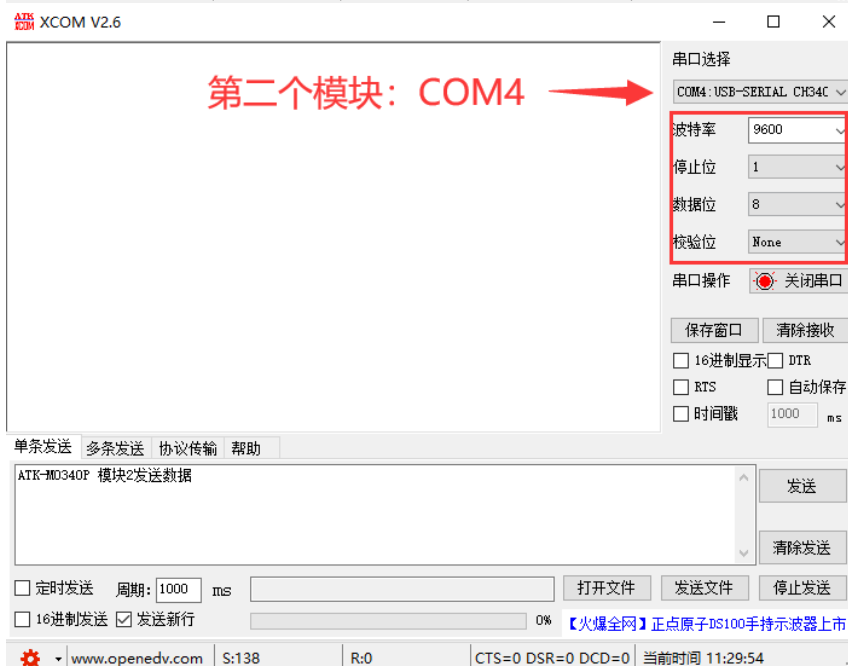 ATK XCOM XCOM V2.6
第二个模块：COM4
串口选择
COM4:USB-SERIAL CH34C
波特率 9600
停止位 1
数据位 8
校验位 None
串口操作 关闭串口
保存窗口 清除接收
16进制显示 DTR
RTS 自动保存
时间戳 1000 ms
单条发送 多条发送 协议传输 帮助
ATK-MO340P 模块2发送数据
发送
清除发送
定时发送 周期: 1000 ms 打开文件 发送文件 停止发送
16进制发送 发送新行 0% 【火爆全网】正点原子DS100手持示波器上市
www.openedv.com S:138 R:0 CTS=0 DSR=0 DCD=0 当前时间 11:29:54